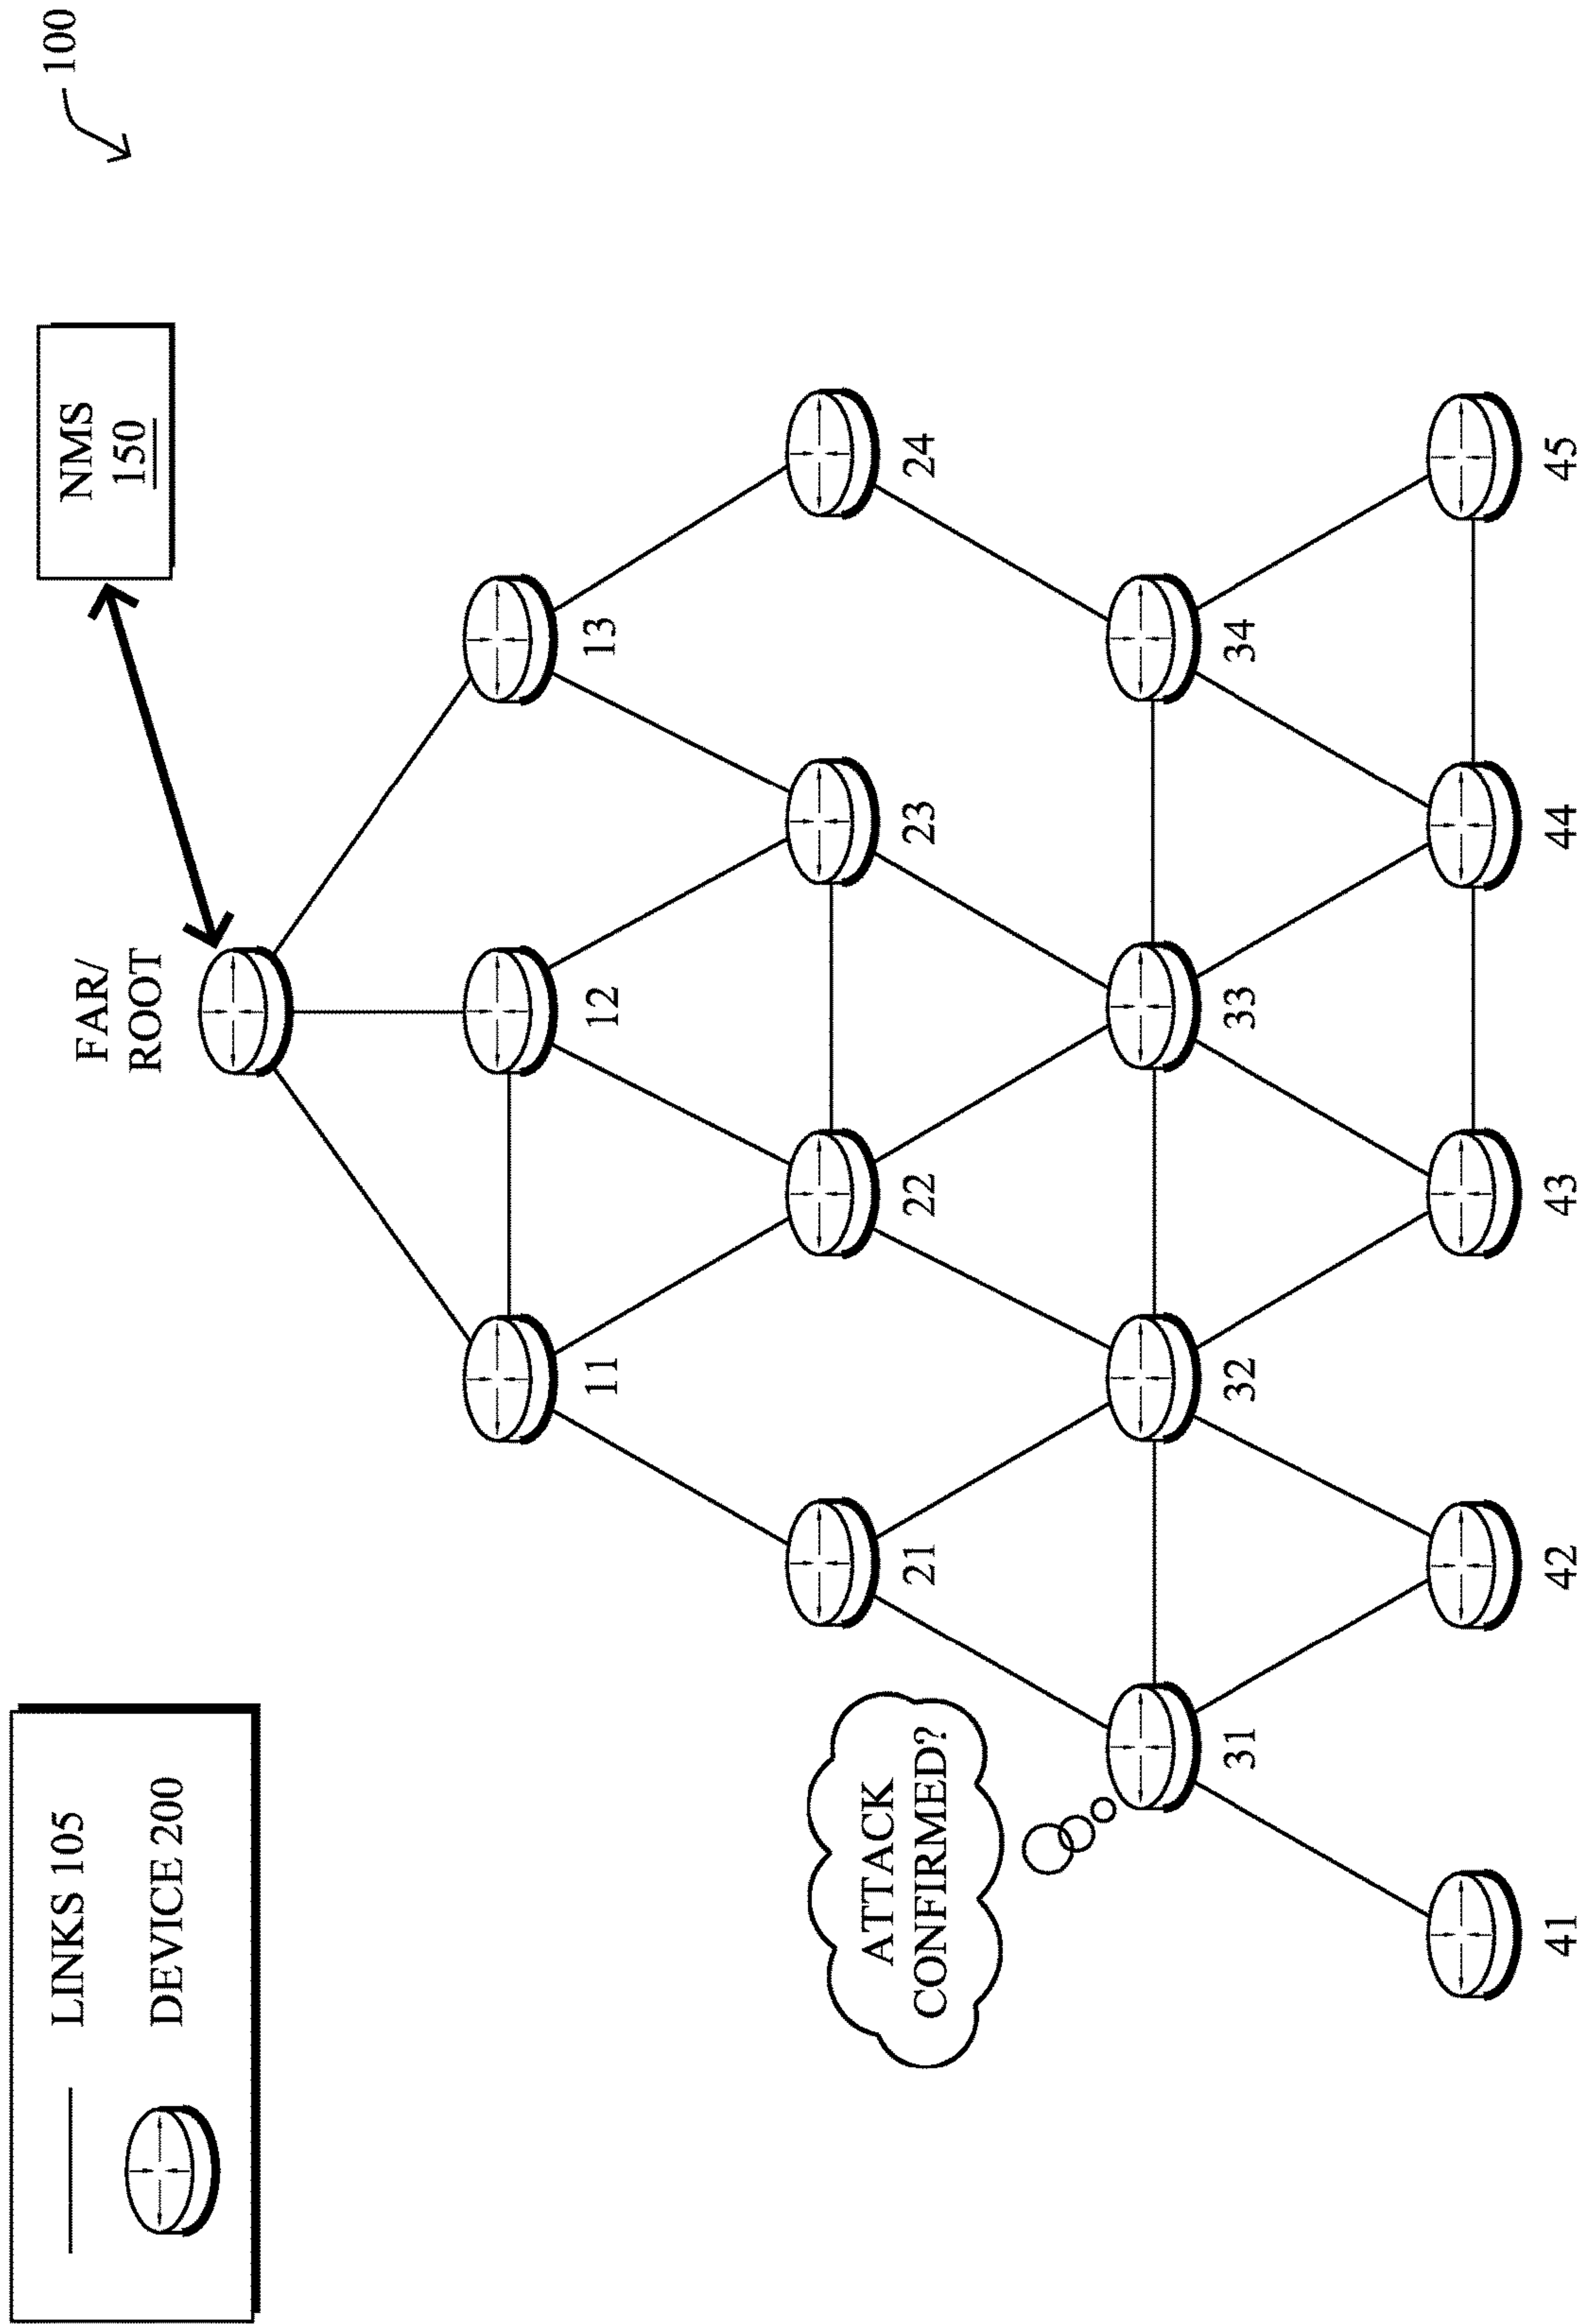 LINKS 105
DEVICE 200
100
NMS
150
FAR/
ROOT
11
12
13
21
22
23
24
ATTACK
CONFIRMED?
31
32
33
34
41
42
43
44
45